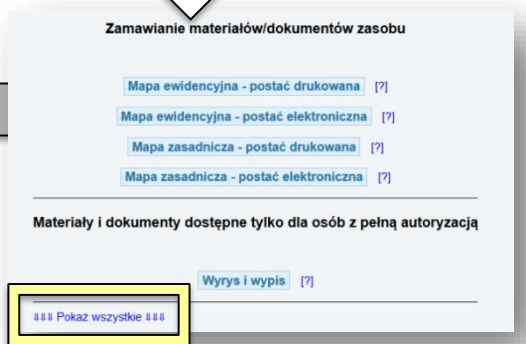 Zamawianie materiałów/dokumentów zasobu
Mapa ewidencyjna - postać drukowana [?]
Mapa ewidencyjna - postać elektroniczna [?]
Mapa zasadnicza - postać drukowana [?]
Mapa zasadnicza - postać elektroniczna [?]
Materiały i dokumenty dostępne tylko dla osób z pełną autoryzacją
Wyrys i wypis [?]
⇓⇓⇓ Pokaż wszystkie ⇓⇓⇓